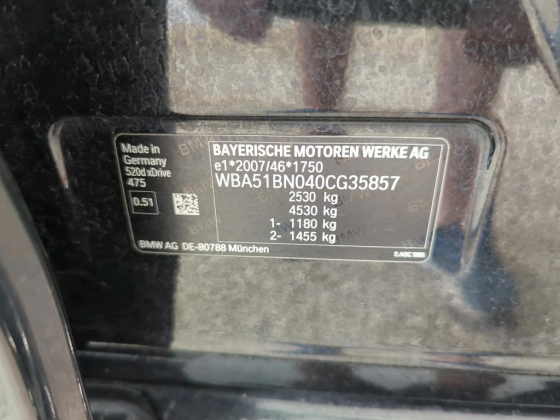 Made in
Germany
520d xDrive
475
0.51
BAYERISCHE MOTOREN WERKE AG
e1*2007/46*1750
WBA51BN040CG35857
2530 kg
4530 kg
1- 1180 kg
2- 1455 kg
BMW AG DE-80788 München